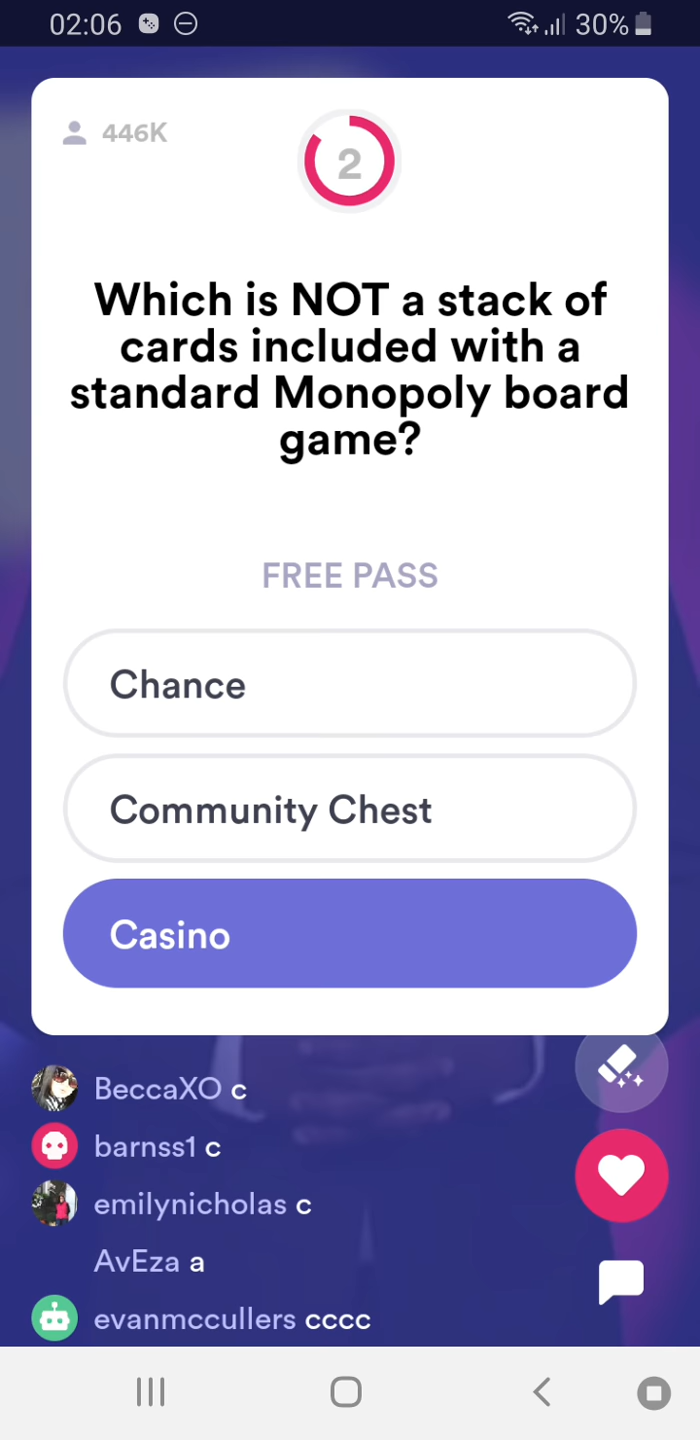 02:06 30%
446K
2
Which is NOT a stack of
cards included with a
standard Monopoly board
game?
FREE PASS
Chance
Community Chest
Casino
BeccaXO c
barnss1 c
emilynicholas c
AvEza a
evanmccullers cccc